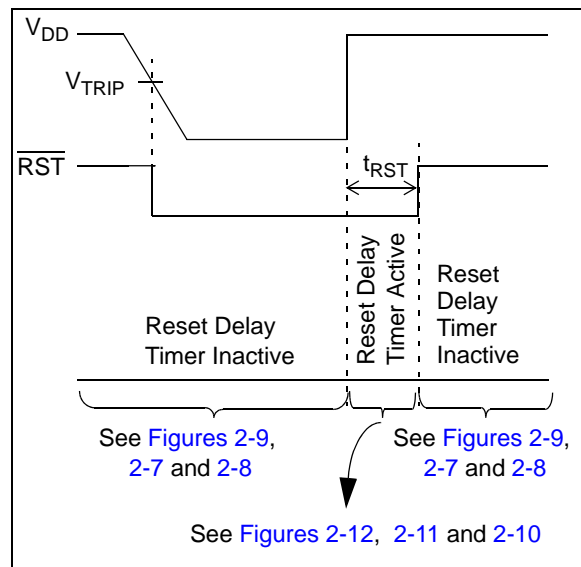 VDD
VTRIP
RST
tRST
Reset Delay
Timer Inactive
Reset Delay
Timer Active
Reset
Delay
Timer
Inactive
See Figures 2-9,
2-7 and 2-8
See Figures 2-9,
2-7 and 2-8
See Figures 2-12, 2-11 and 2-10